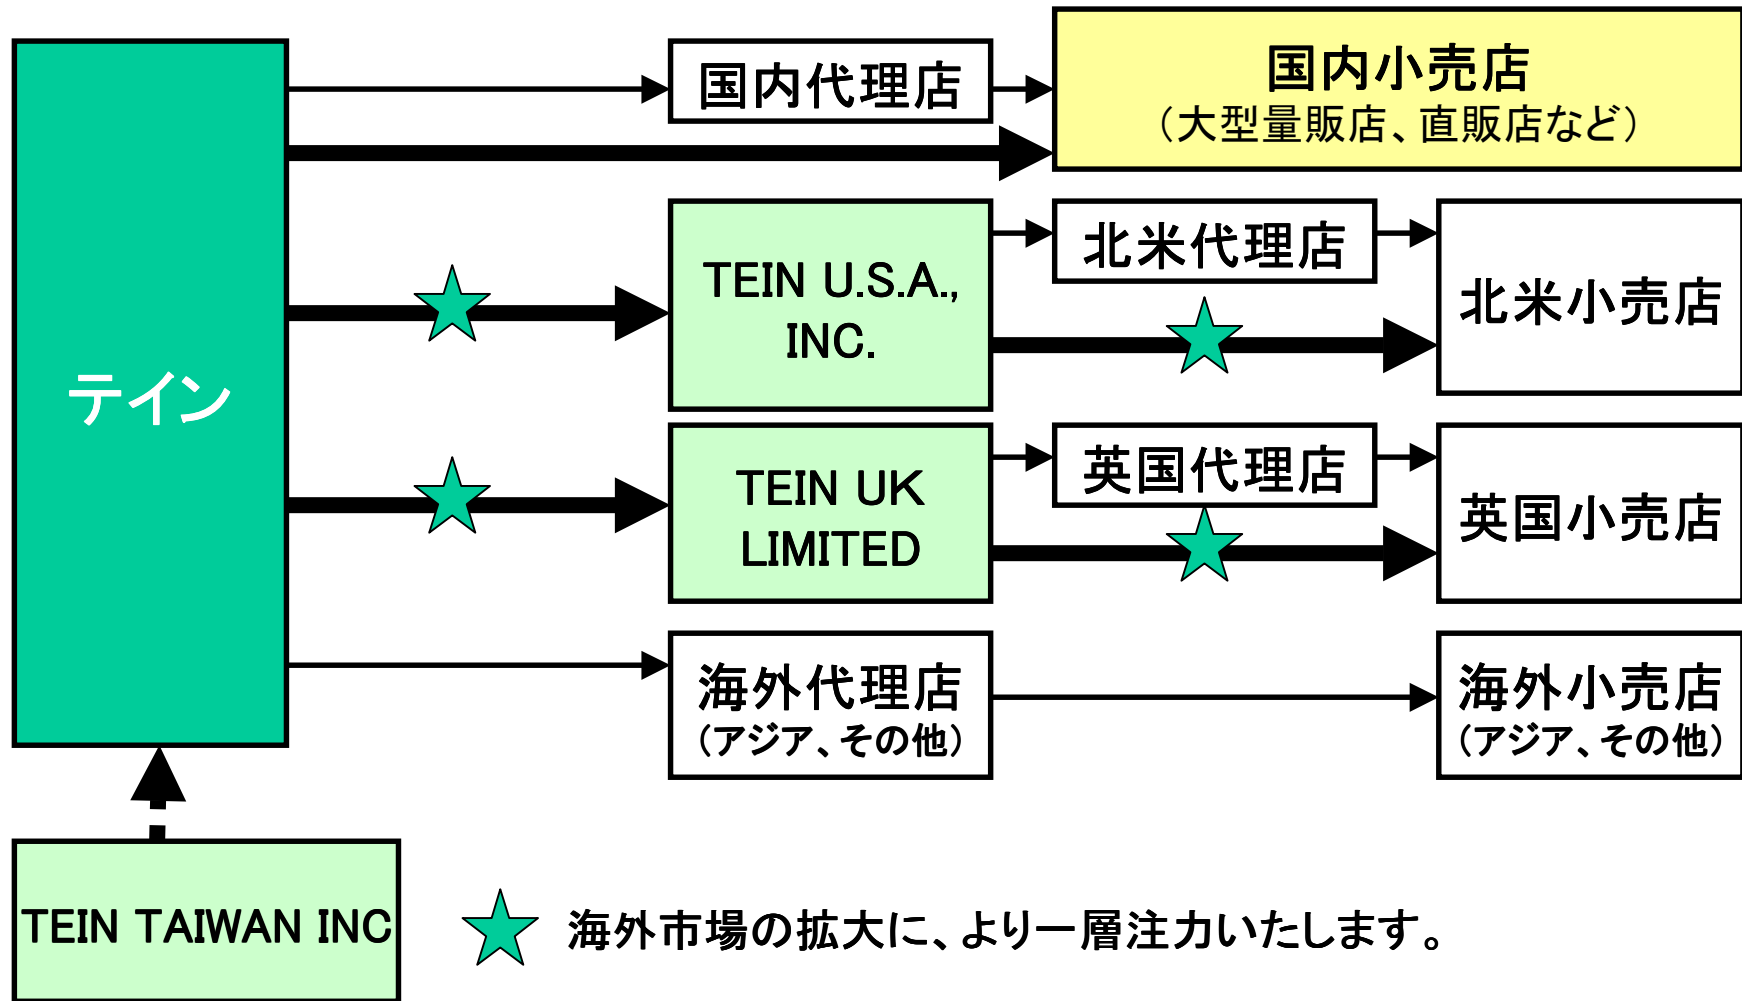 テイン
国内代理店
国内小売店
（大型量販店、直販店など）
TEIN U.S.A.,
INC.
北米代理店
北米小売店
TEIN UK
LIMITED
英国代理店
英国小売店
海外代理店
（アジア、その他）
海外小売店
（アジア、その他）
TEIN TAIWAN INC
海外市場の拡大に、より一層注力いたします。